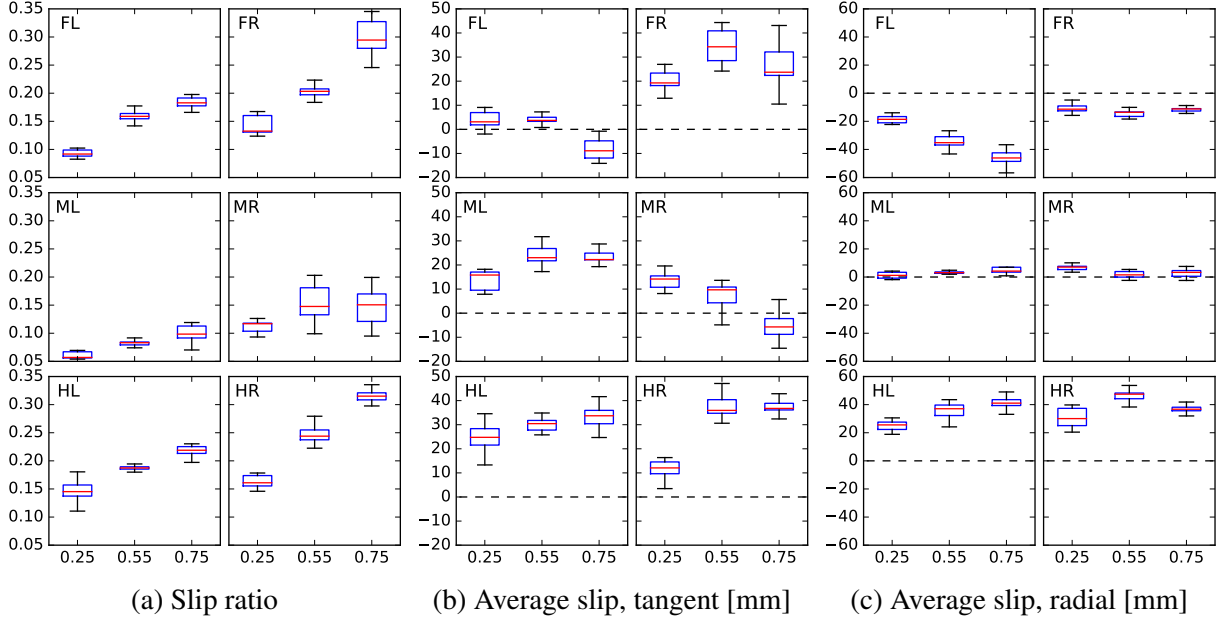 0.35 FL FR 50 FL FR 60 FL FR
0.30 40 40
0.25 30 20
0.20 20 0
0.15 10 −20
0.10 0 −40
0.05 −10 −60
−20
0.35 ML MR 50 ML MR 60 ML MR
0.30 40 40
0.25 30 20
0.20 20 0
0.15 10 −20
0.10 0 −40
0.05 −10 −60
−20
0.35 HL HR 50 HL HR 60 HL HR
0.30 40 40
0.25 30 20
0.20 20 0
0.15 10 −20
0.10 0 −40
0.05 −10 −60
−20
0.25 0.55 0.75 0.25 0.55 0.75 0.25 0.55 0.75 0.25 0.55 0.75 0.25 0.55 0.75 0.25 0.55 0.75
(a) Slip ratio (b) Average slip, tangent [mm] (c) Average slip, radial [mm]